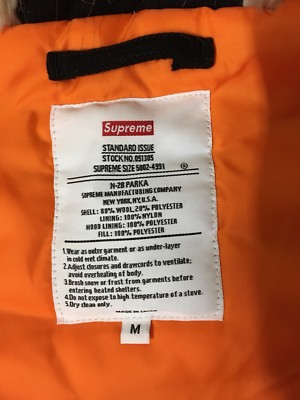 Supreme
STANDARD ISSUE
STOCK NO. 051305
SUPREME SIZE 5062-4991 ®
N-2B PARKA
SUPREME MANUFACTURING COMPANY
NEW YORK, N.Y., U.S.A.
SHELL: 80% WOOL, 20% POLYESTER
LINING: 100% NYLON
HOOD LINING: 100% POLYESTER
FILL: 100% POLYESTER
1.Wear as outer garment or as under-layer
in cold wet climate.
2.Adjust closures and drawcords to ventilate;
avoid overheating of body.
3.Brush snow or frost from garments before
entering heated shelters.
4.Do not expose to high temperature of a stove.
5.Dry clean only.
M